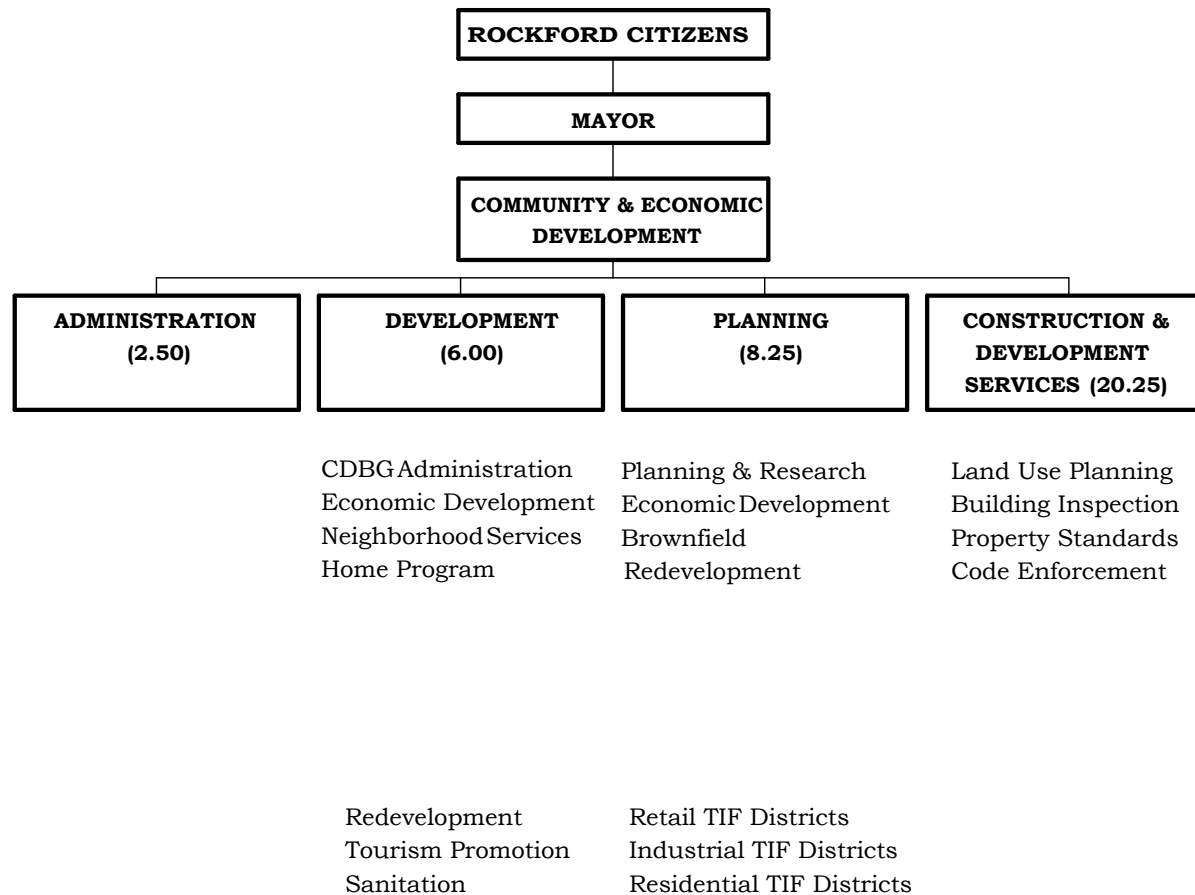 ROCKFORD CITIZENS
MAYOR
COMMUNITY & ECONOMIC
DEVELOPMENT
ADMINISTRATION
(2.50)
DEVELOPMENT
(6.00)
PLANNING
(8.25)
CONSTRUCTION &
DEVELOPMENT
SERVICES (20.25)
CDBG Administration
Economic Development
Neighborhood Services
Home Program
Planning & Research
Economic Development
Brownfield
Redevelopment
Land Use Planning
Building Inspection
Property Standards
Code Enforcement
Redevelopment
Tourism Promotion
Sanitation
Retail TIF Districts
Industrial TIF Districts
Residential TIF Districts